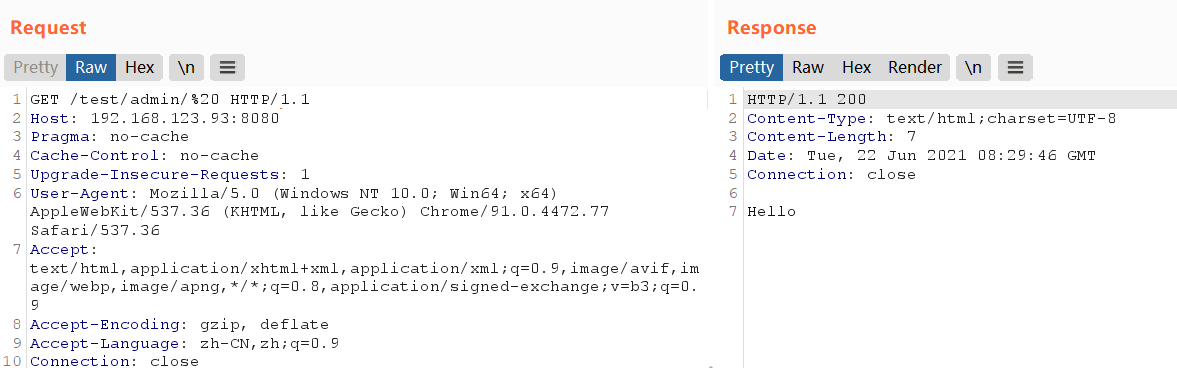 Request
Pretty Raw Hex \n
1 GET /test/admin/%20 HTTP/1.1
2 Host: 192.168.123.93:8080
3 Pragma: no-cache
4 Cache-Control: no-cache
5 Upgrade-Insecure-Requests: 1
6 User-Agent: Mozilla/5.0 (Windows NT 10.0; Win64; x64)
AppleWebKit/537.36 (KHTML, like Gecko) Chrome/91.0.4472.77
Safari/537.36
7 Accept:
text/html,application/xhtml+xml,application/xml;q=0.9,image/avif,im
age/webp,image/apng,*/*;q=0.8,application/signed-exchange;v=b3;q=0.
9
8 Accept-Encoding: gzip, deflate
9 Accept-Language: zh-CN,zh;q=0.9
10 Connection: close
Response
Pretty Raw Hex Render \n
1 HTTP/1.1 200
2 Content-Type: text/html;charset=UTF-8
3 Content-Length: 7
4 Date: Tue, 22 Jun 2021 08:29:46 GMT
5 Connection: close
6
7 Hello